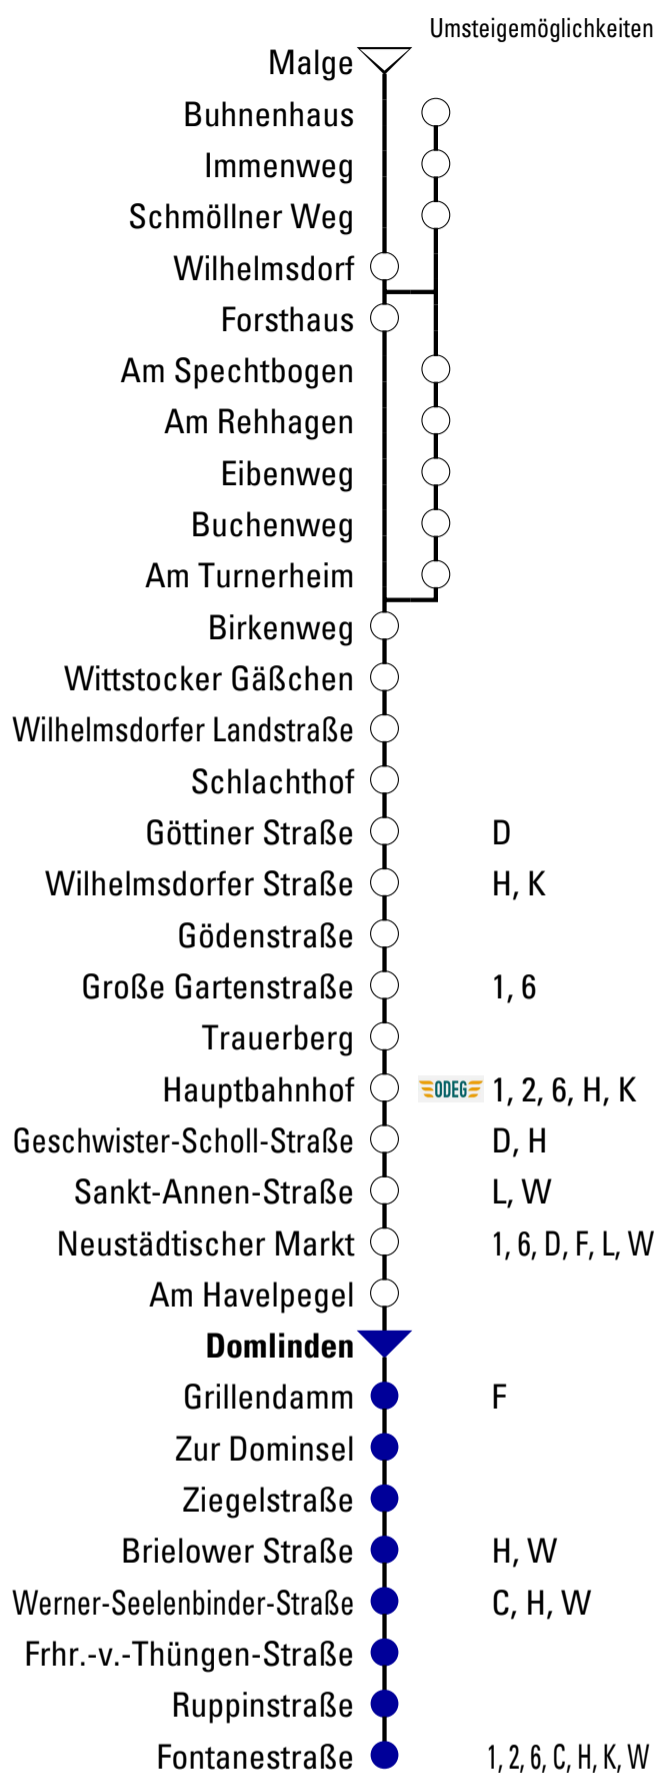 Umsteigemöglichkeiten
Malge
Buhnenhaus
Immenweg
Schmöllner Weg
Wilhelmsdorf
Forsthaus
Am Spechtbogen
Am Rehhagen
Eibenweg
Buchenweg
Am Turnerheim
Birkenweg
Wittstocker Gäßchen
Wilhelmsdorfer Landstraße
Schlachthof
Göttiner Straße D
Wilhelmsdorfer Straße H, K
Gödenstraße
Große Gartenstraße 1, 6
Trauerberg
Hauptbahnhof ODEG 1, 2, 6, H, K
Geschwister-Scholl-Straße D, H
Sankt-Annen-Straße L, W
Neustädtischer Markt 1, 6, D, F, L, W
Am Havelpegel
Domlinden
Grillendamm F
Zur Dominsel
Ziegelstraße
Brielower Straße H, W
Werner-Seelenbinder-Straße C, H, W
Frhr.-v.-Thüngen-Straße
Ruppinstraße
Fontanestraße 1, 2, 6, C, H, K, W